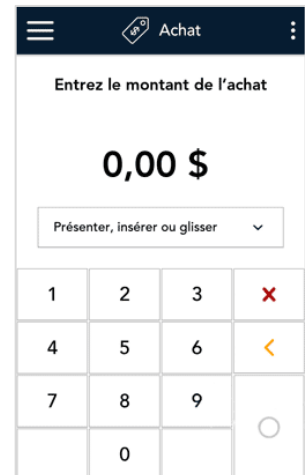 Achat
Entrez le montant de l'achat
0,00 $
Présenter, insérer ou glisser
1 2 3
4 5 6
7 8 9
0